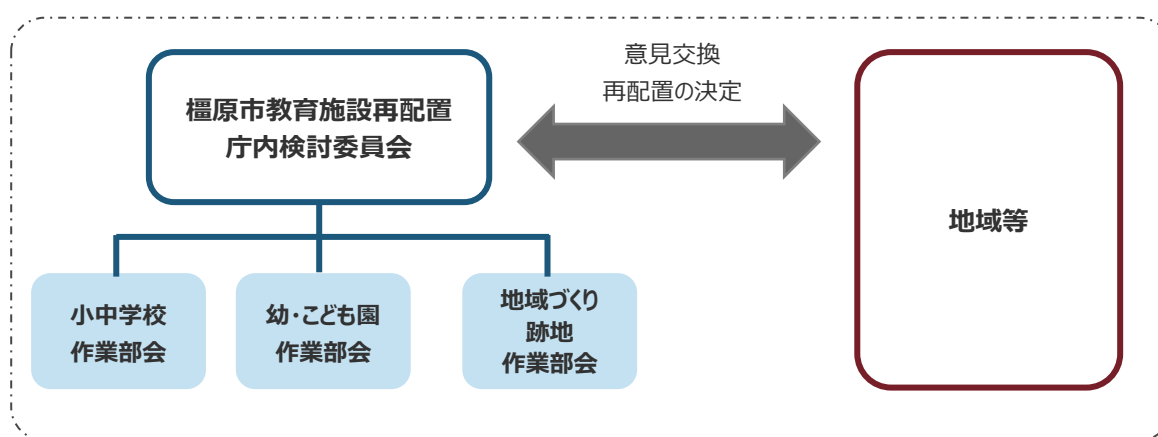 意見交換
再配置の決定
橿原市教育施設再配置
庁内検討委員会
地域等
小中学校
作業部会
幼・こども園
作業部会
地域づくり
跡地
作業部会